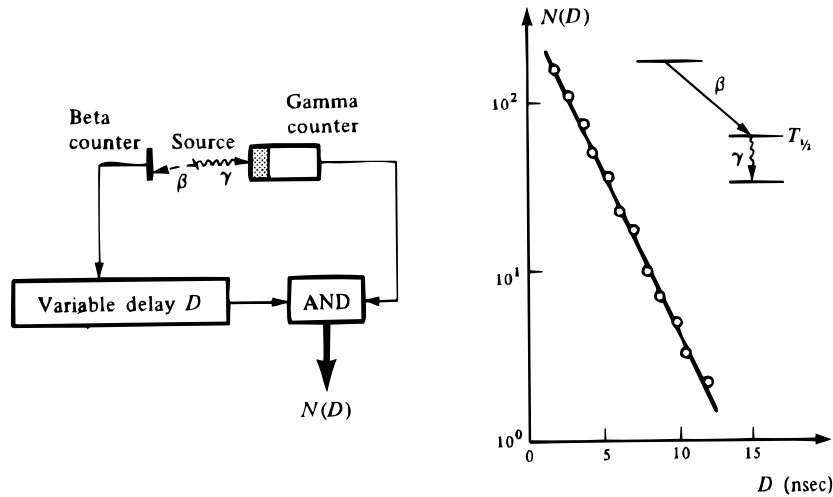 Beta
counter
Source
Gamma
counter
β
γ
Variable delay D
AND
N(D)
N(D)
10²
10¹
10⁰
0
5
10
15
D (nsec)
β
γ
T½